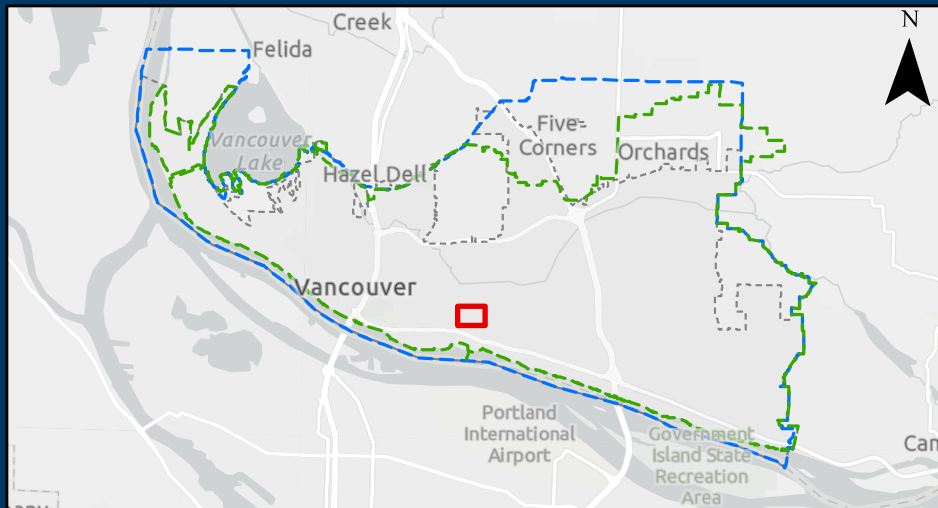 N
Creek
Felida
Vancouver
Lake
Five-
Corners
Orchards
Hazel Dell
Vancouver
Portland
International
Airport
Government
Island State
Recreation
Area
Cam